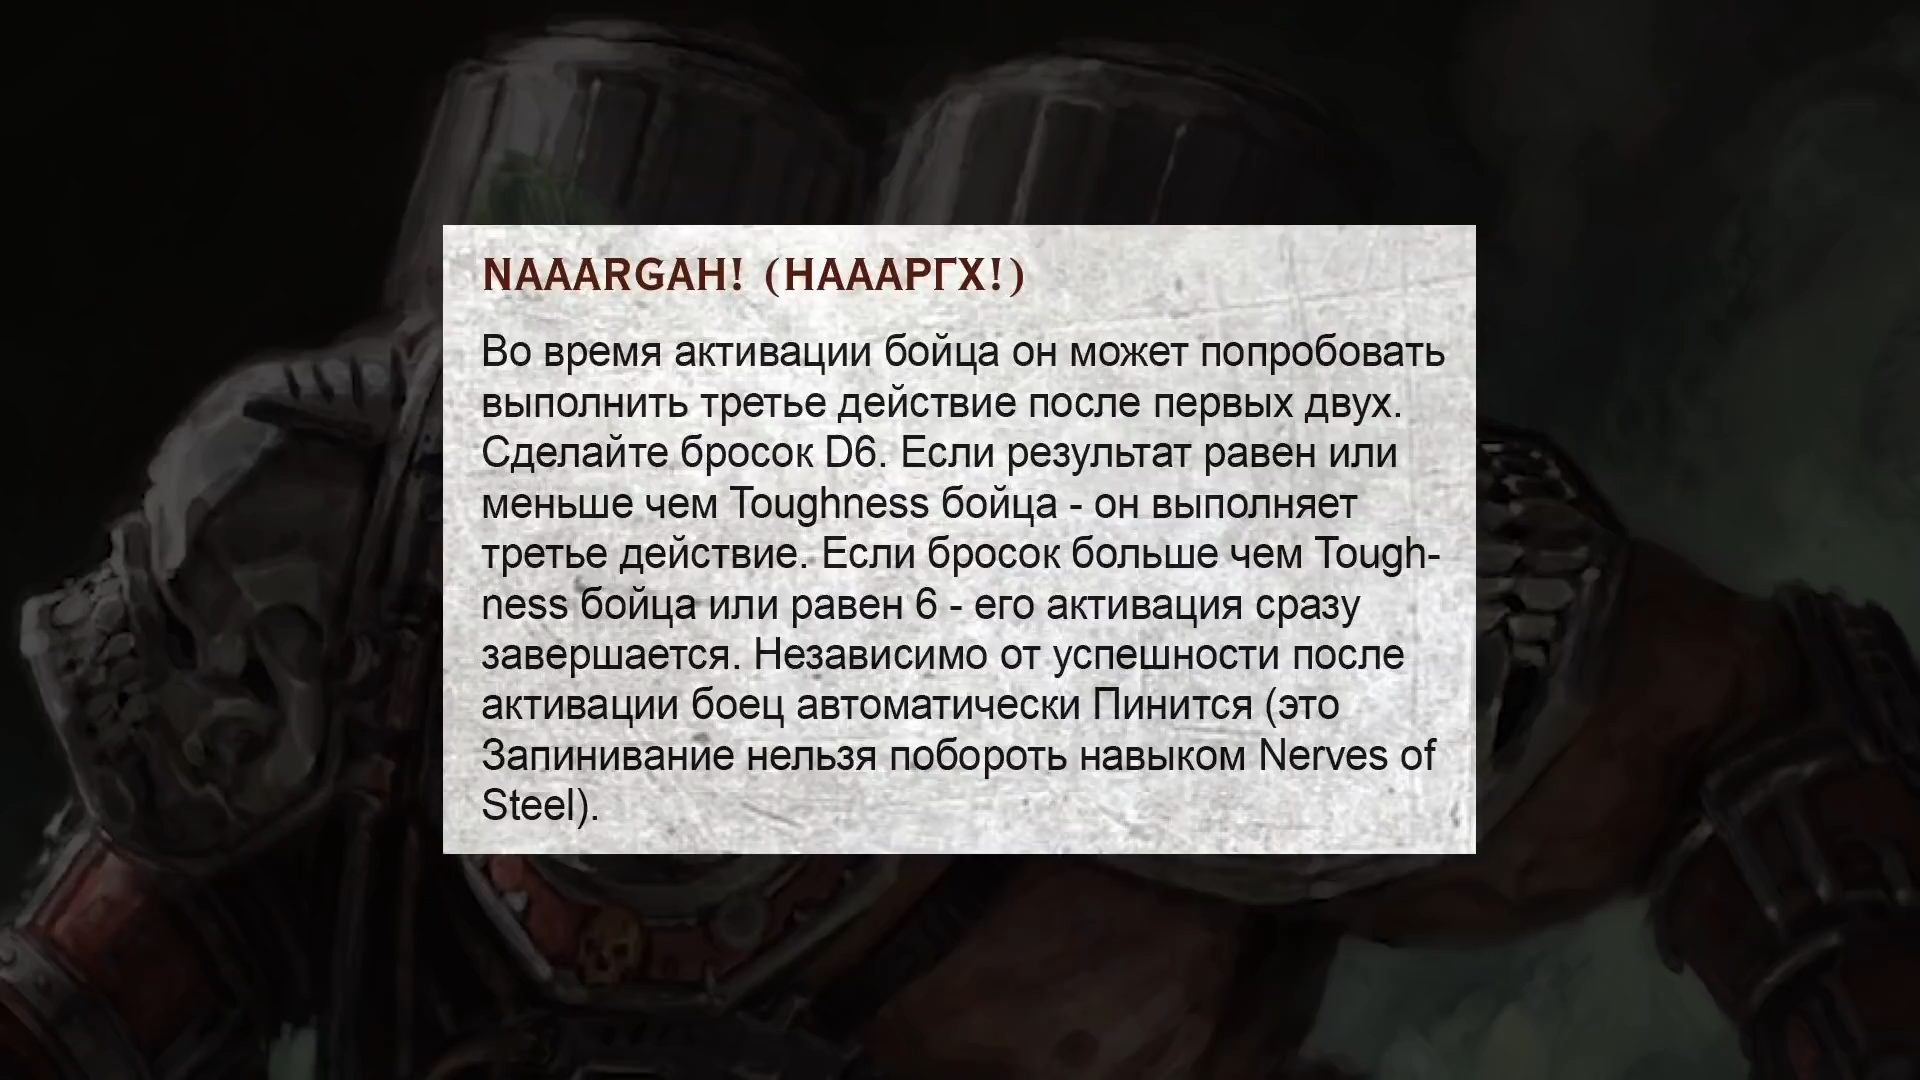 NAAARGAH! (НАААРГХ!)
Во время активации бойца он может попробовать
выполнить третье действие после первых двух.
Сделайте бросок D6. Если результат равен или
меньше чем Toughness бойца - он выполняет
третье действие. Если бросок больше чем Tough-
ness бойца или равен 6 - его активация сразу
завершается. Независимо от успешности после
активации боец автоматически Пинится (это
Запинивание нельзя побороть навыком Nerves of
Steel).